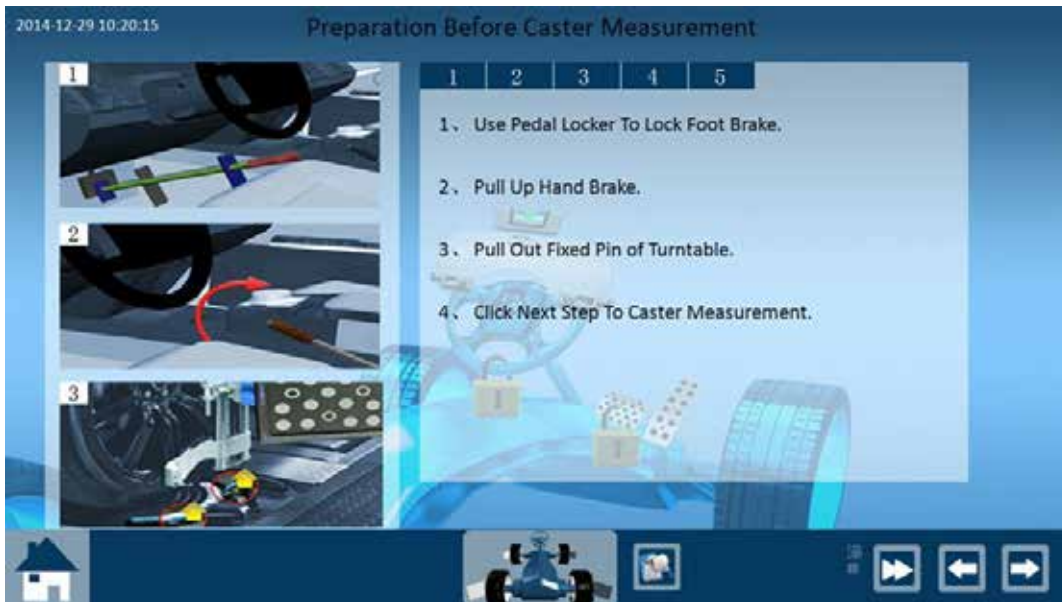 2014-12-29 10:20:15
Preparation Before Caster Measurement
1
2
3
1 2 3 4 5
1、 Use Pedal Locker To Lock Foot Brake.
2、 Pull Up Hand Brake.
3、 Pull Out Fixed Pin of Turntable.
4、 Click Next Step To Caster Measurement.